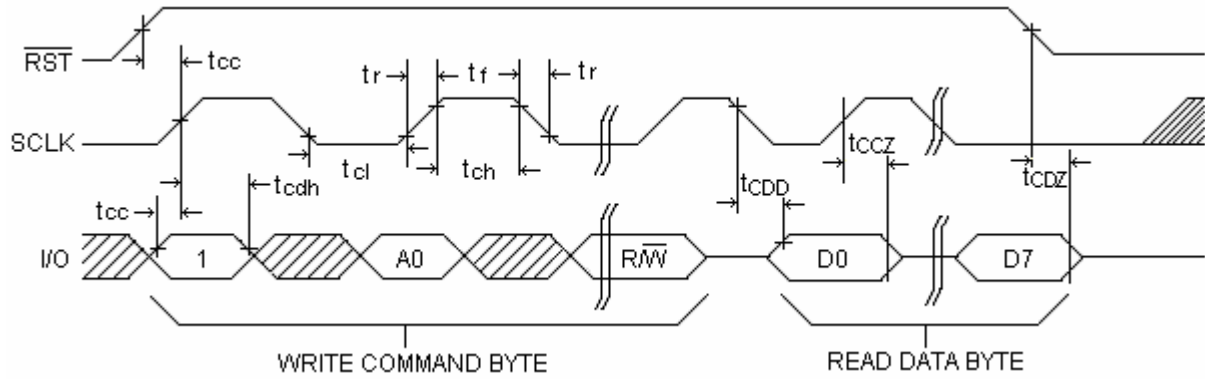 RST
tcc
tr
tf
tr
SCLK
tcl
tch
tccz
tCDZ
tcdh
tCDD
tcc
I/O
1
A0
R/W
D0
D7
WRITE COMMAND BYTE
READ DATA BYTE